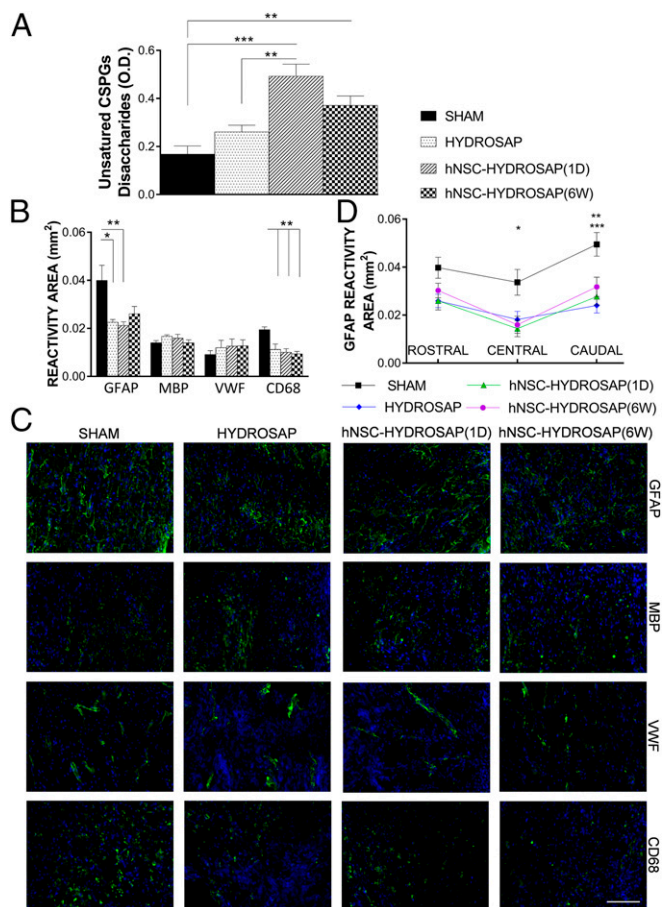 A
Unsatured CSPGs
Disaccharides (O.D.)
0.6
0.4
0.2
0.0
**
***
**
SHAM
HYDROSAP
hNSC-HYDROSAP(1D)
hNSC-HYDROSAP(6W)
B
REACTIVITY AREA (mm²)
0.06
0.04
0.02
0.00
**
*
**
GFAP MBP VWF CD68
D
GFAP REACTIVITY
AREA (mm²)
0.06
0.04
0.02
0.00
*
**
***
ROSTRAL CENTRAL CAUDAL
SHAM
HYDROSAP
hNSC-HYDROSAP(1D)
hNSC-HYDROSAP(6W)
C
SHAM HYDROSAP hNSC-HYDROSAP(1D) hNSC-HYDROSAP(6W)
GFAP
MBP
VWF
CD68